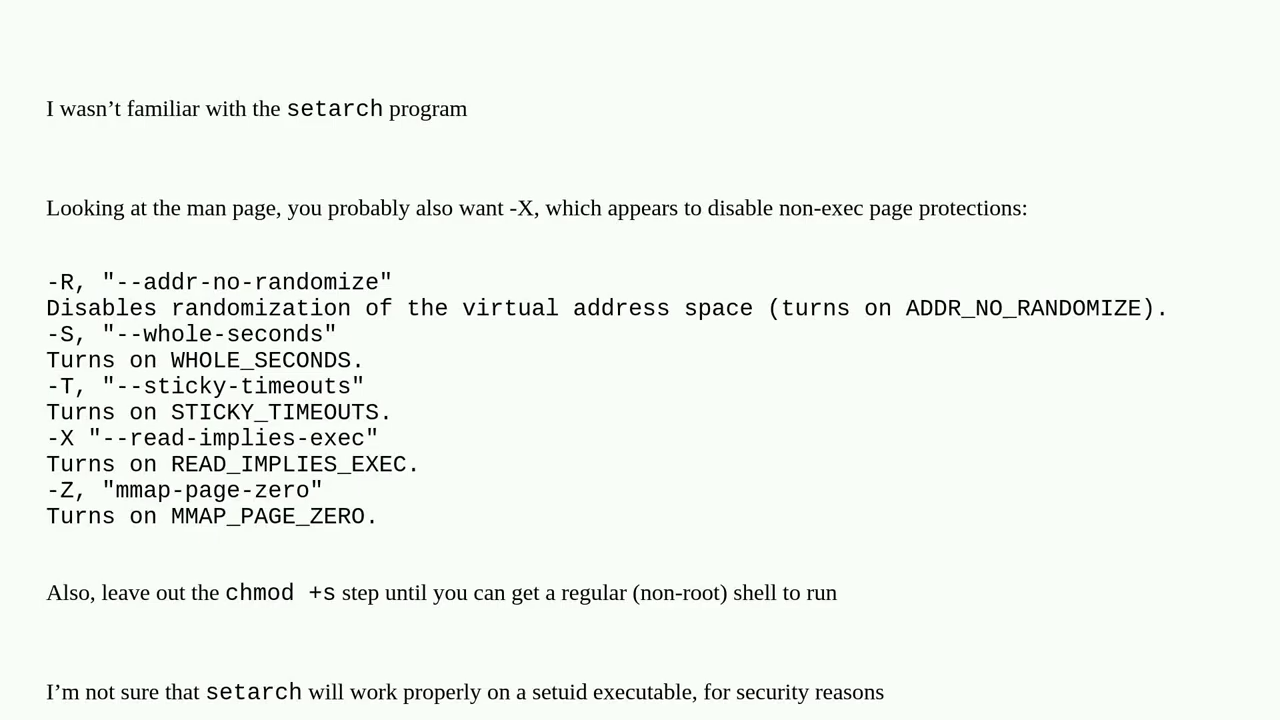 I wasn’t familiar with the setarch program
Looking at the man page, you probably also want -X, which appears to disable non-exec page protections:
-R, "--addr-no-randomize"
Disables randomization of the virtual address space (turns on ADDR_NO_RANDOMIZE).
-S, "--whole-seconds"
Turns on WHOLE_SECONDS.
-T, "--sticky-timeouts"
Turns on STICKY_TIMEOUTS.
-X "--read-implies-exec"
Turns on READ_IMPLIES_EXEC.
-Z, "mmap-page-zero"
Turns on MMAP_PAGE_ZERO.
Also, leave out the chmod +s step until you can get a regular (non-root) shell to run
I’m not sure that setarch will work properly on a setuid executable, for security reasons